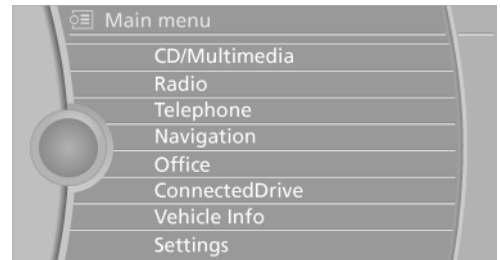 Main menu
CD/Multimedia
Radio
Telephone
Navigation
Office
ConnectedDrive
Vehicle Info
Settings